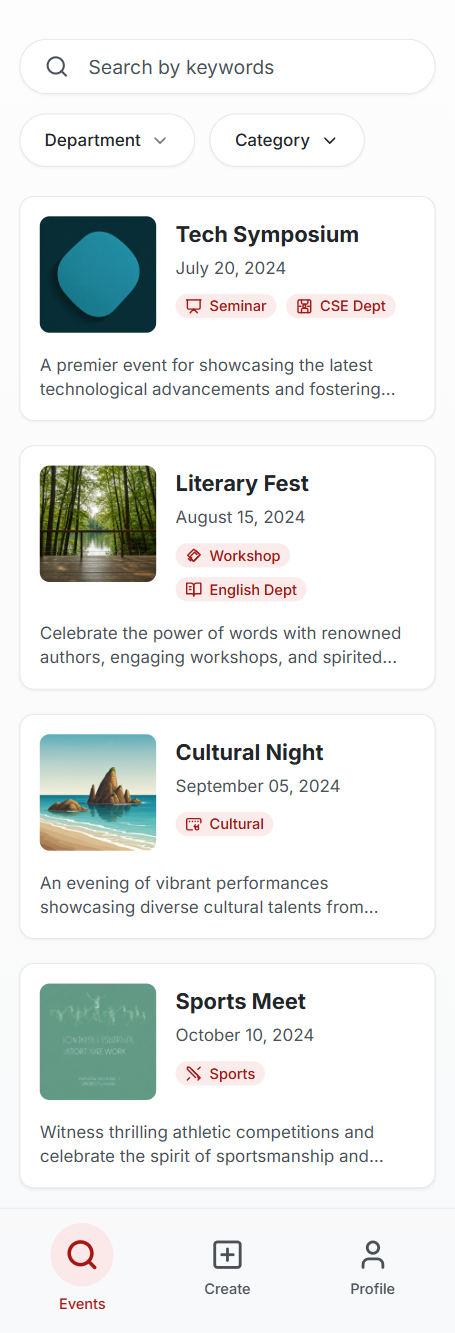 Search by keywords
Department
Category
Tech Symposium
July 20, 2024
Seminar
CSE Dept
A premier event for showcasing the latest
technological advancements and fostering...
Literary Fest
August 15, 2024
Workshop
English Dept
Celebrate the power of words with renowned
authors, engaging workshops, and spirited...
Cultural Night
September 05, 2024
Cultural
An evening of vibrant performances
showcasing diverse cultural talents from...
Sports Meet
October 10, 2024
Sports
Witness thrilling athletic competitions and
celebrate the spirit of sportsmanship and...
Events
Create
Profile